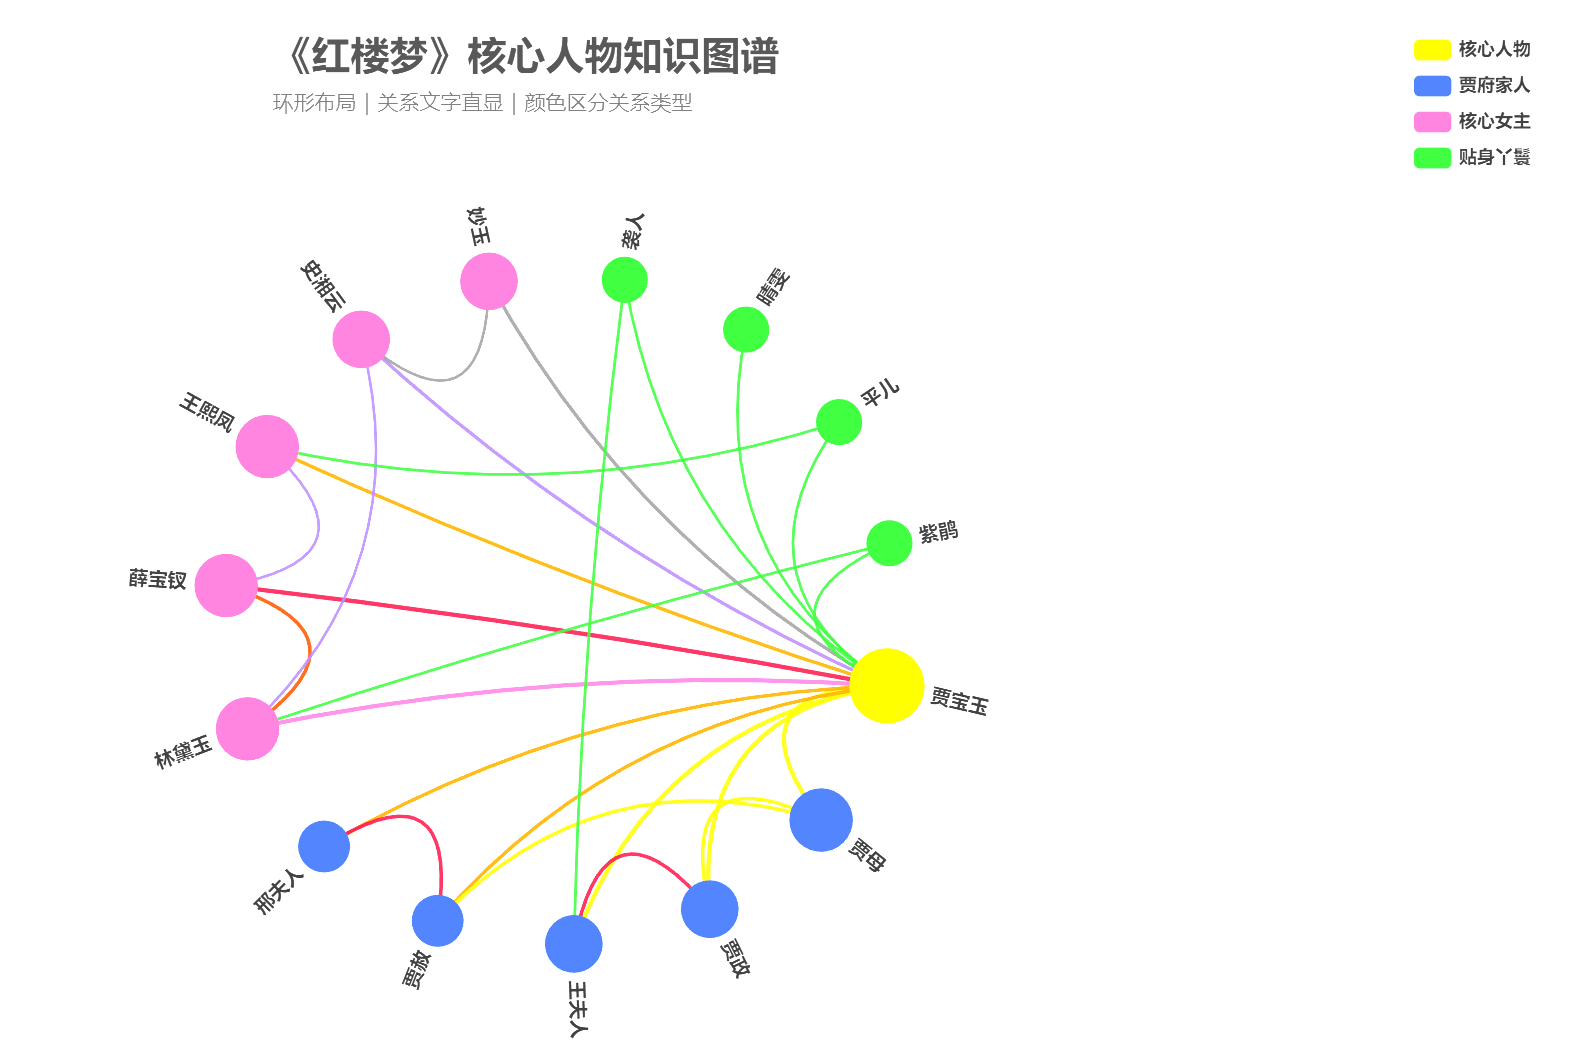 《红楼梦》核心人物知识图谱
环形布局｜关系文字直显｜颜色区分关系类型
核心人物
贾府家人
核心女主
贴身丫鬟
妙玉
袭人
史湘云
晴雯
王熙凤
平儿
紫鹃
薛宝钗
贾宝玉
林黛玉
贾母
邢夫人
贾赦
贾政
王夫人